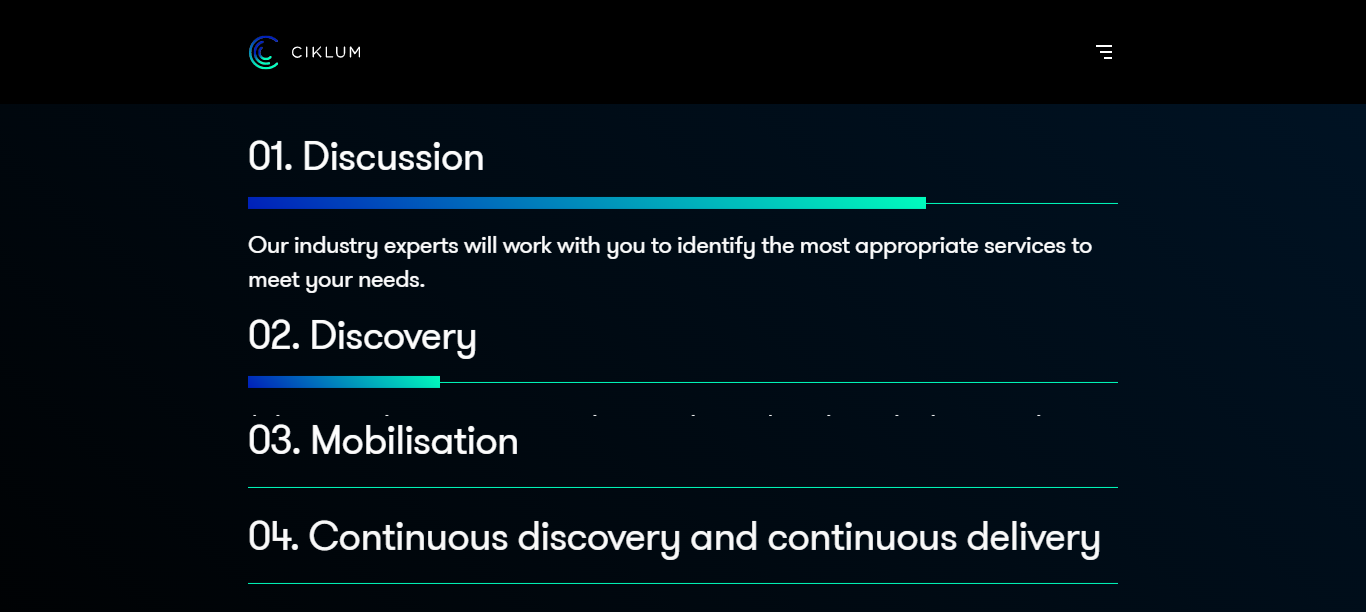 CIKLUM
01. Discussion
Our industry experts will work with you to identify the most appropriate services to
meet your needs.
02. Discovery
03. Mobilisation
04. Continuous discovery and continuous delivery